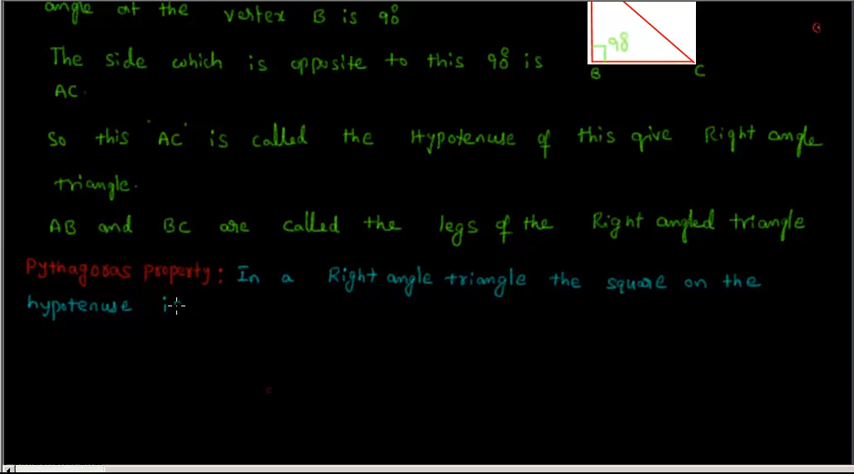 angle at the vertex B is 90°
90°
B
C
The side which is opposite to this 90° is
AC.
So this 'AC' is called the Hypotenuse of this give Right angle
triangle.
AB and BC are called the legs of the Right angled triangle
Pythagoras property: In a Right angle triangle the square on the
hypotenuse i